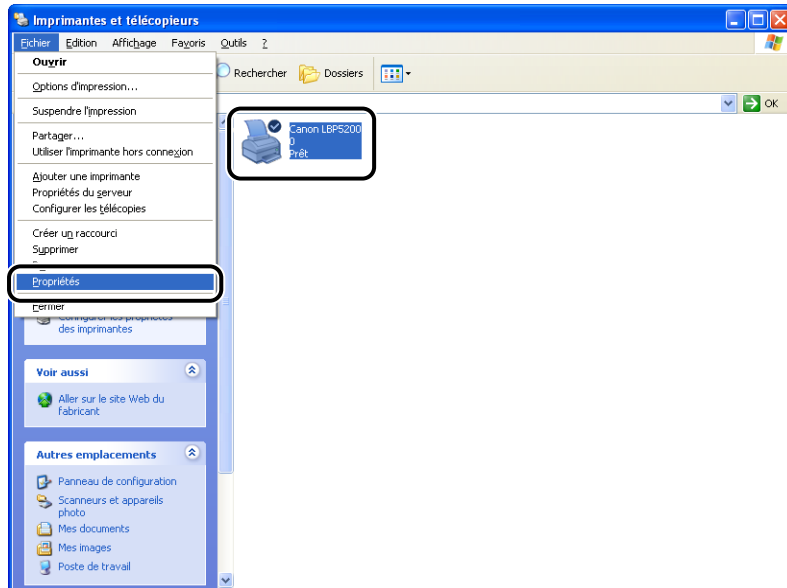 Imprimantes et télécopieurs
Fichier Edition Affichage Favoris Outils ?
Rechercher Dossiers
OK
Ouvrir
Options d'impression...
Suspendre l'impression
Partager...
Utiliser l'imprimante hors connexion
Ajouter une imprimante
Propriétés du serveur
Configurer les télécopies
Créer un raccourci
Supprimer
Propriétés
Fermer
Canon LBP5200
0
Prêt
Configurer les propriétés
des imprimantes
Voir aussi
Aller sur le site Web du
fabricant
Autres emplacements
Panneau de configuration
Scanneurs et appareils
photo
Mes documents
Mes images
Poste de travail